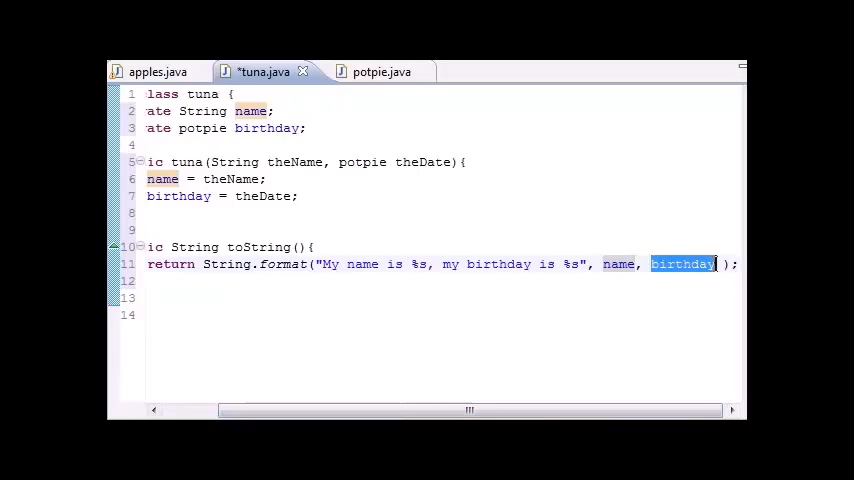 apples.java *tuna.java potpie.java
1 lass tuna {
2 ate String name;
3 ate potpie birthday;
4
5 ic tuna(String theName, potpie theDate){
6 name = theName;
7 birthday = theDate;
8
9
10 ic String toString(){
11 return String.format("My name is %s, my birthday is %s", name, birthday );
12
13
14